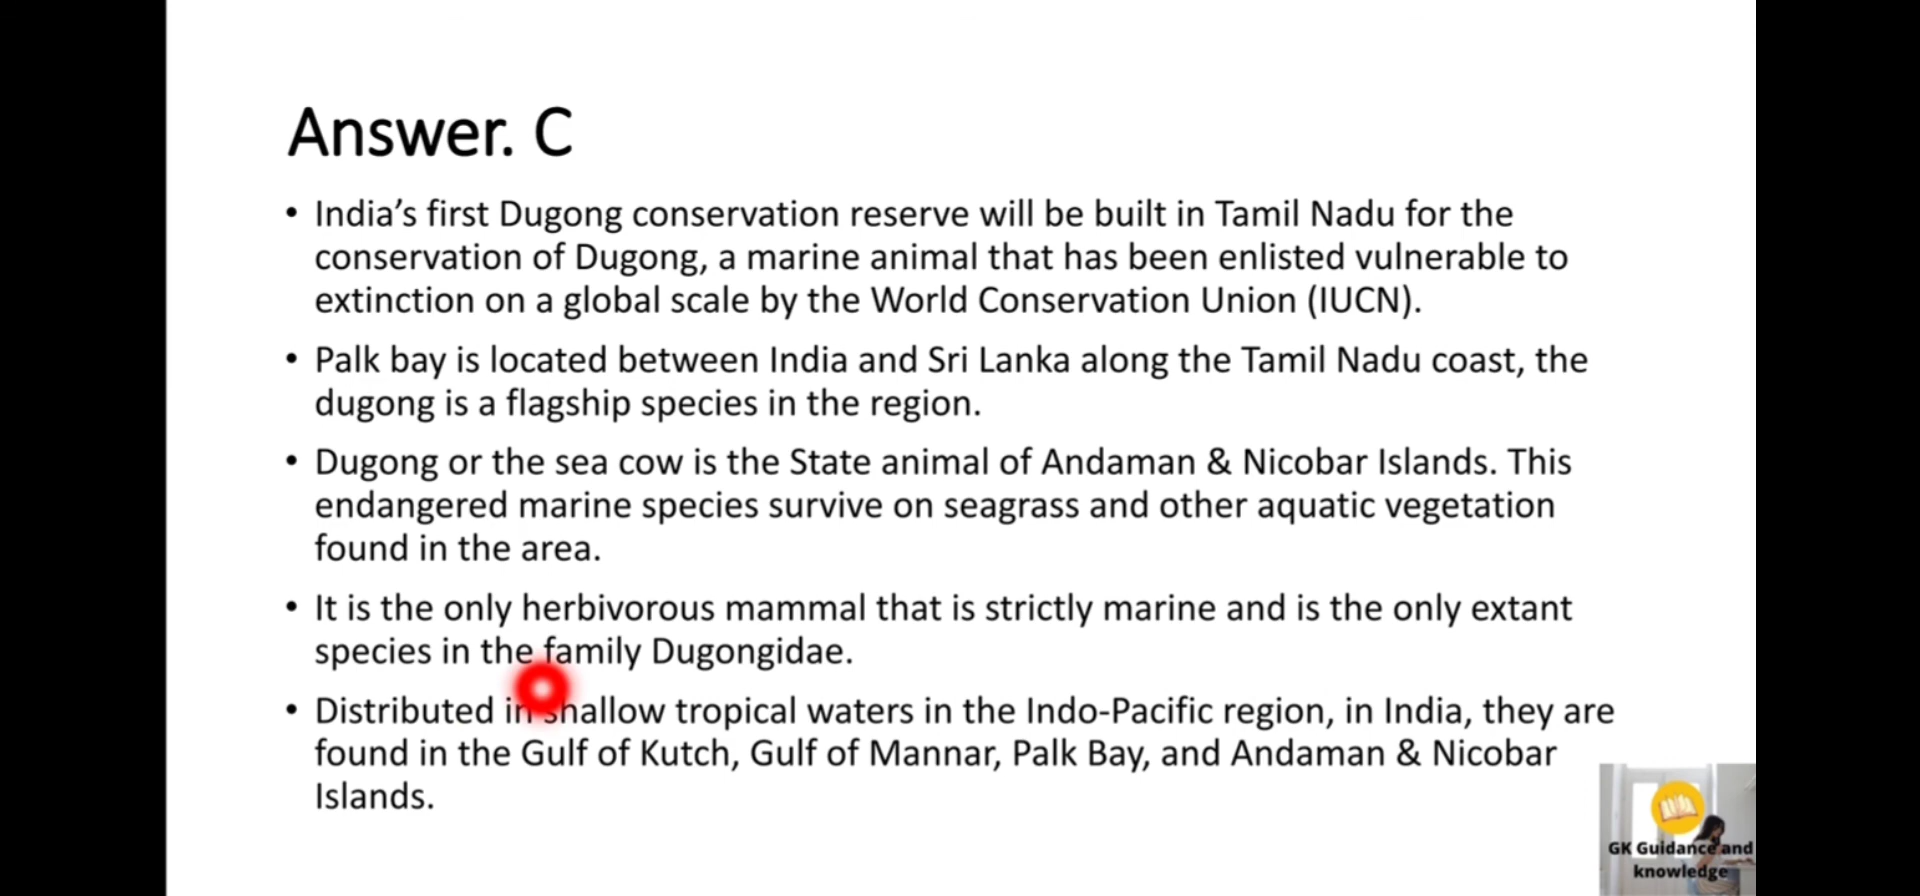 Answer. C
• India’s first Dugong conservation reserve will be built in Tamil Nadu for the
conservation of Dugong, a marine animal that has been enlisted vulnerable to
extinction on a global scale by the World Conservation Union (IUCN).
• Palk bay is located between India and Sri Lanka along the Tamil Nadu coast, the
dugong is a flagship species in the region.
• Dugong or the sea cow is the State animal of Andaman & Nicobar Islands. This
endangered marine species survive on seagrass and other aquatic vegetation
found in the area.
• It is the only herbivorous mammal that is strictly marine and is the only extant
species in the family Dugongidae.
• Distributed in shallow tropical waters in the Indo-Pacific region, in India, they are
found in the Gulf of Kutch, Gulf of Mannar, Palk Bay, and Andaman & Nicobar
Islands.
GK Guidance and
knowledge